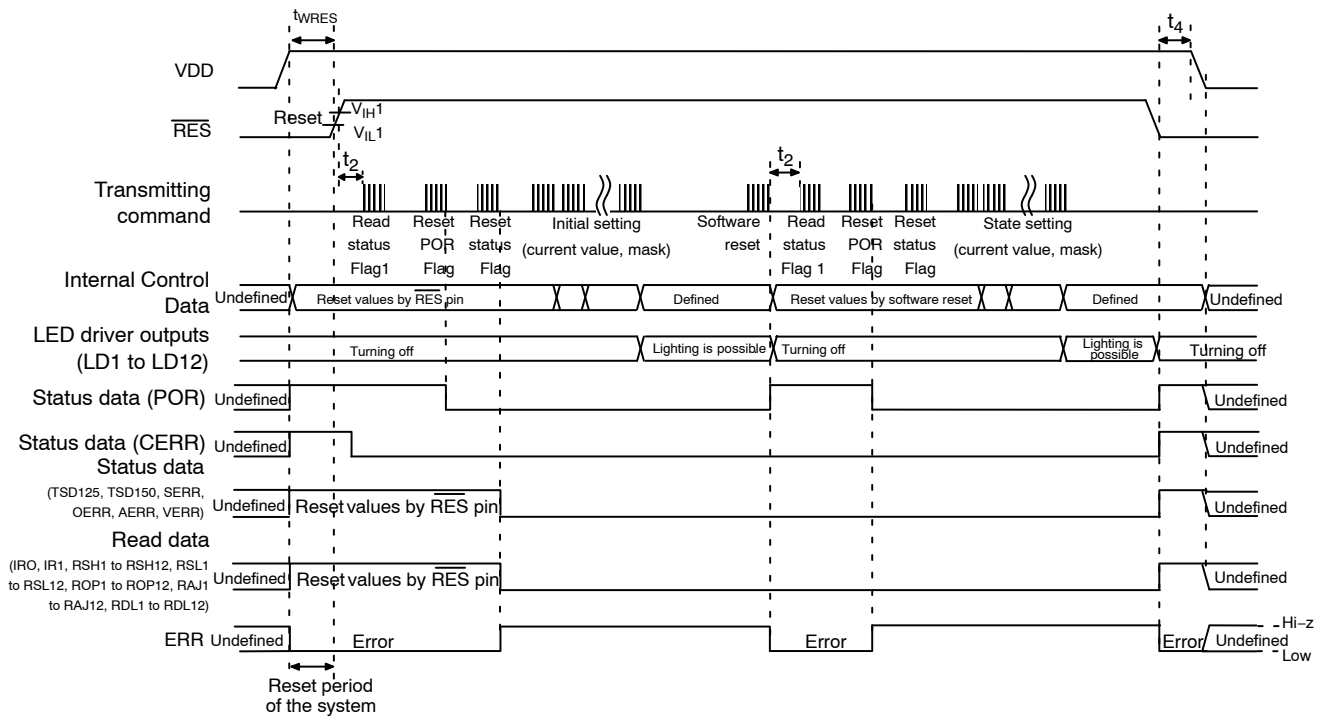 tWRES
t4
VDD
Reset
VIH1
VIL1
RES
t2
t2
Transmitting
command
Read
status
Flag1
Reset
POR
Flag
Reset
status
Flag
Initial setting
(current value, mask)
Software
reset
Read
status
Flag 1
Reset
POR
Flag
Reset
status
Flag
State setting
(current value, mask)
Internal Control
Data
Undefined
Reset values by RES pin
Defined
Reset values by software reset
Defined
Undefined
LED driver outputs
(LD1 to LD12)
Turning off
Lighting is possible
Turning off
Lighting is
possible
Turning off
Status data (POR)
Undefined
Undefined
Status data (CERR)
Undefined
Undefined
Status data
(TSD125, TSD150, SERR,
OERR, AERR, VERR)
Undefined
Reset values by RES pin
Undefined
Read data
(IRO, IR1, RSH1 to RSH12, RSL1
to RSL12, ROP1 to ROP12, RAJ1
to RAJ12, RDL1 to RDL12)
Undefined
Reset values by RES pin
Undefined
ERR
Undefined
Error
Error
Error
Undefined
Hi–z
Low
Reset period
of the system